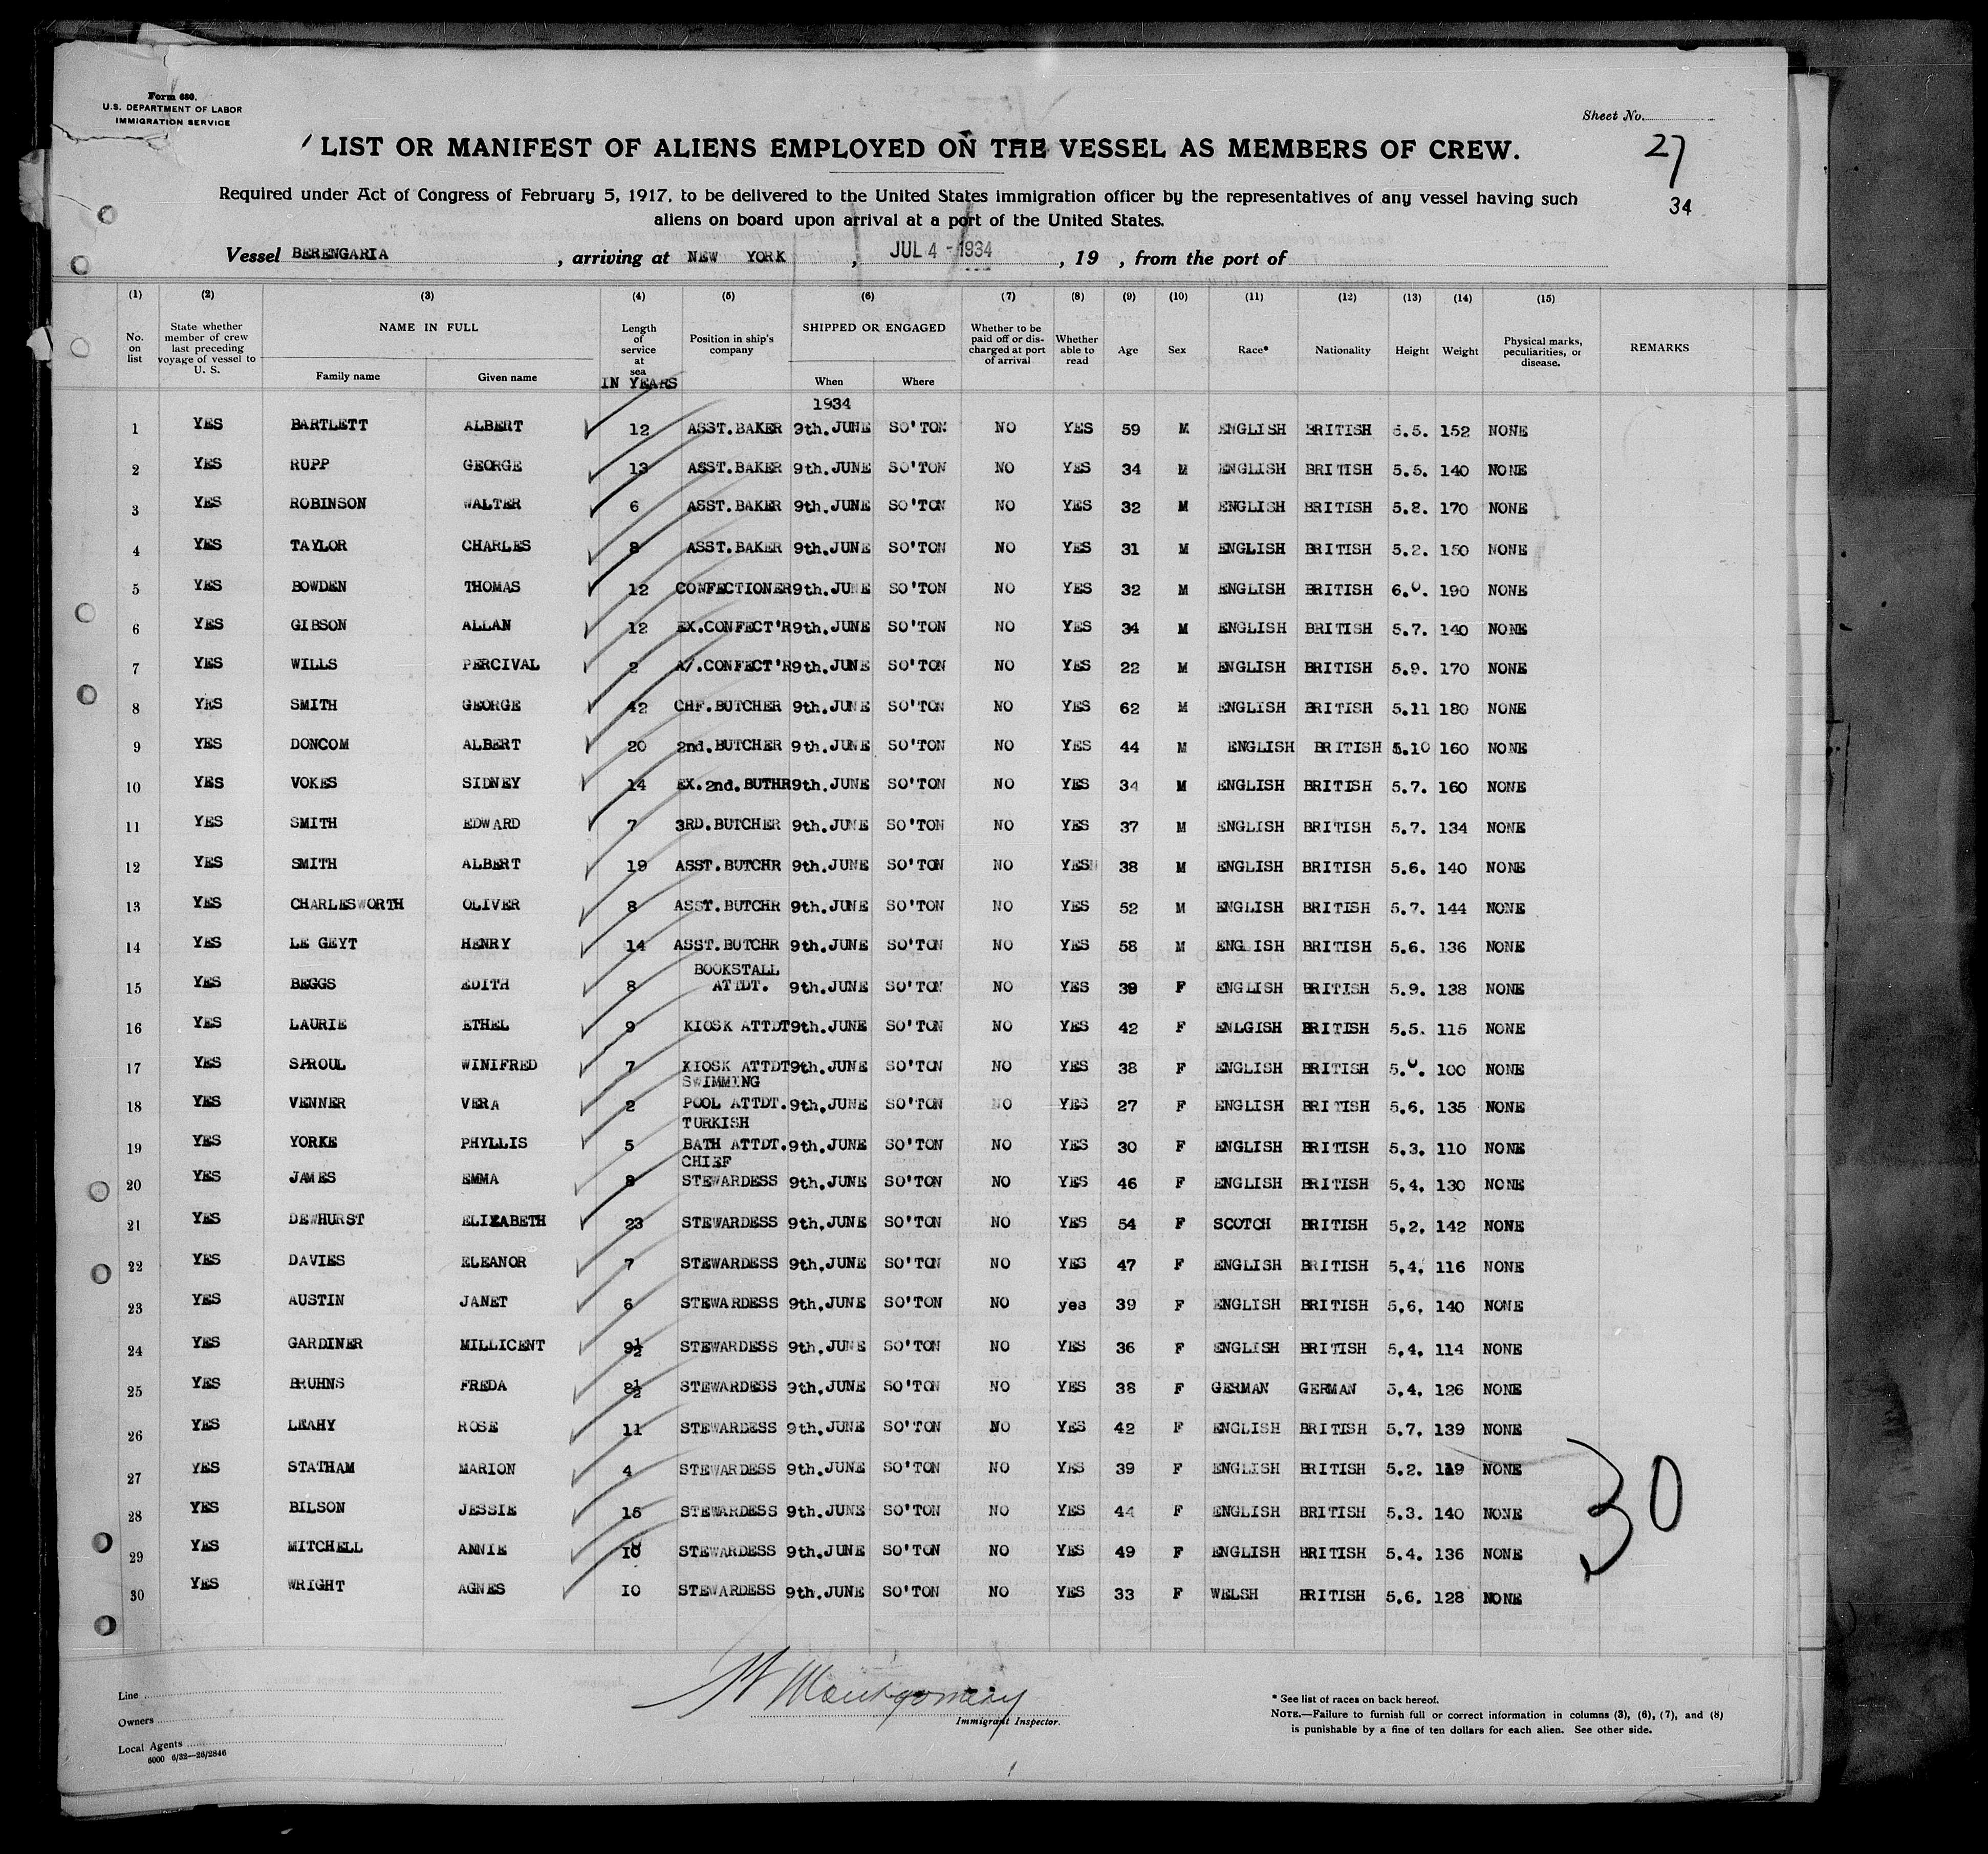 Form 680.
U.S. DEPARTMENT OF LABOR
IMMIGRATION SERVICE
Sheet No.
27
34
LIST OR MANIFEST OF ALIENS EMPLOYED ON THE VESSEL AS MEMBERS OF CREW.
Required under Act of Congress of February 5, 1917, to be delivered to the United States immigration officer by the representatives of any vessel having such
aliens on board upon arrival at a port of the United States.
Vessel BERENGARIA , arriving at NEW YORK , JUL 4 - 1934 , 19 , from the port of
(1) (2) (3) (4) (5) (6) (7) (8) (9) (10) (11) (12) (13) (14) (15)
No. on list State whether member of crew last preceding voyage of vessel to U. S. NAME IN FULL Family name Given name Length of service at sea IN YEARS Position in ship's company SHIPPED OR ENGAGED When Where Whether to be paid off or discharged at port of arrival Whether able to read Age Sex Race* Nationality Height Weight Physical marks, peculiarities, or disease. REMARKS
1934
1 YES BARTLETT ALBERT 12 ASST.BAKER 9th.JUNE SO'TON NO YES 59 M ENGLISH BRITISH 5.5. 152 NONE
2 YES RUPP GEORGE 13 ASST.BAKER 9th.JUNE SO'TON NO YES 34 M ENGLISH BRITISH 5.5. 140 NONE
3 YES ROBINSON WALTER 6 ASST.BAKER 9th.JUNE SO'TON NO YES 32 M ENGLISH BRITISH 5.8. 170 NONE
4 YES TAYLOR CHARLES 8 ASST.BAKER 9th.JUNE SO'TON NO YES 31 M ENGLISH BRITISH 5.2. 150 NONE
5 YES BOWDEN THOMAS 12 CONFECTIONER 9th.JUNE SO'TON NO YES 32 M ENGLISH BRITISH 6.0. 190 NONE
6 YES GIBSON ALLAN 12 EX.CONFECT'R 9th.JUNE SO'TON NO YES 34 M ENGLISH BRITISH 5.7. 140 NONE
7 YES WILLS PERCIVAL 2 A/.CONFECT'R 9th.JUNE SO'TON NO YES 22 M ENGLISH BRITISH 5.9. 170 NONE
8 YES SMITH GEORGE 42 CHF.BUTCHER 9th.JUNE SO'TON NO YES 62 M ENGLISH BRITISH 5.11 180 NONE
9 YES DONCOM ALBERT 20 2nd.BUTCHER 9th.JUNE SO'TON NO YES 44 M ENGLISH BRITISH 5.10 160 NONE
10 YES VOKES SIDNEY 14 EX.2nd.BUTHR 9th.JUNE SO'TON NO YES 34 M ENGLISH BRITISH 5.7. 160 NONE
11 YES SMITH EDWARD 7 3RD.BUTCHER 9th.JUNE SO'TON NO YES 37 M ENGLISH BRITISH 5.7. 134 NONE
12 YES SMITH ALBERT 19 ASST.BUTCHR 9th.JUNE SO'TON NO YES 38 M ENGLISH BRITISH 5.6. 140 NONE
13 YES CHARLESWORTH OLIVER 8 ASST.BUTCHR 9th.JUNE SO'TON NO YES 52 M ENGLISH BRITISH 5.7. 144 NONE
14 YES LE GEYT HENRY 14 ASST.BUTCHR 9th.JUNE SO'TON NO YES 58 M ENGLISH BRITISH 5.6. 136 NONE
BOOKSTALL
15 YES BEGGS EDITH 8 ATTDT. 9th.JUNE SO'TON NO YES 39 F ENGLISH BRITISH 5.9. 138 NONE
16 YES LAURIE ETHEL 9 KIOSK ATTDT 9th.JUNE SO'TON NO YES 42 F ENLGISH BRITISH 5.5. 115 NONE
17 YES SPROUL WINIFRED 7 KIOSK ATTDT 9th.JUNE SO'TON NO YES 38 F ENGLISH BRITISH 5.0. 100 NONE
SWIMMING
18 YES VENNER VERA 2 POOL ATTDT. 9th.JUNE SO'TON NO YES 27 F ENGLISH BRITISH 5.6. 135 NONE
TURKISH
19 YES YORKE PHYLLIS 5 BATH ATTDT. 9th.JUNE SO'TON NO YES 30 F ENGLISH BRITISH 5.3. 110 NONE
CHIEF
20 YES JAMES EMMA 8 STEWARDESS 9th.JUNE SO'TON NO YES 46 F ENGLISH BRITISH 5.4. 130 NONE
21 YES DEWHURST ELIZABETH 23 STEWARDESS 9th.JUNE SO'TON NO YES 54 F SCOTCH BRITISH 5.2. 142 NONE
22 YES DAVIES ELEANOR 7 STEWARDESS 9th.JUNE SO'TON NO YES 47 F ENGLISH BRITISH 5.4. 116 NONE
23 YES AUSTIN JANET 6 STEWARDESS 9th.JUNE SO'TON NO yes 39 F ENGLISH BRITISH 5.6. 140 NONE
24 YES GARDINER MILLICENT 9½ STEWARDESS 9th.JUNE SO'TON NO YES 36 F ENGLISH BRITISH 5.4. 114 NONE
25 YES BRUHNS FREDA 8½ STEWARDESS 9th.JUNE SO'TON NO YES 38 F GERMAN GERMAN 5.4. 126 NONE
26 YES LEAHY ROSE 11 STEWARDESS 9th.JUNE SO'TON NO YES 42 F ENGLISH BRITISH 5.7. 139 NONE
27 YES STATHAM MARION 4 STEWARDESS 9th.JUNE SO'TON NO YES 39 F ENGLISH BRITISH 5.2. 119 NONE
28 YES BILSON JESSIE 15 STEWARDESS 9th.JUNE SO'TON NO YES 44 F ENGLISH BRITISH 5.3. 140 NONE
29 YES MITCHELL ANNIE 10 STEWARDESS 9th.JUNE SO'TON NO YES 49 F ENGLISH BRITISH 5.4. 136 NONE
30 YES WRIGHT AGNES 10 STEWARDESS 9th.JUNE SO'TON NO YES 33 F WELSH BRITISH 5.6. 128 NONE
30
Line
Owners
Local Agents
6000 6/32—26/2846
Montgomery
Immigrant Inspector.
* See list of races on back hereof.
NOTE.—Failure to furnish full or correct information in columns (3), (6), (7), and (8)
is punishable by a fine of ten dollars for each alien. See other side.